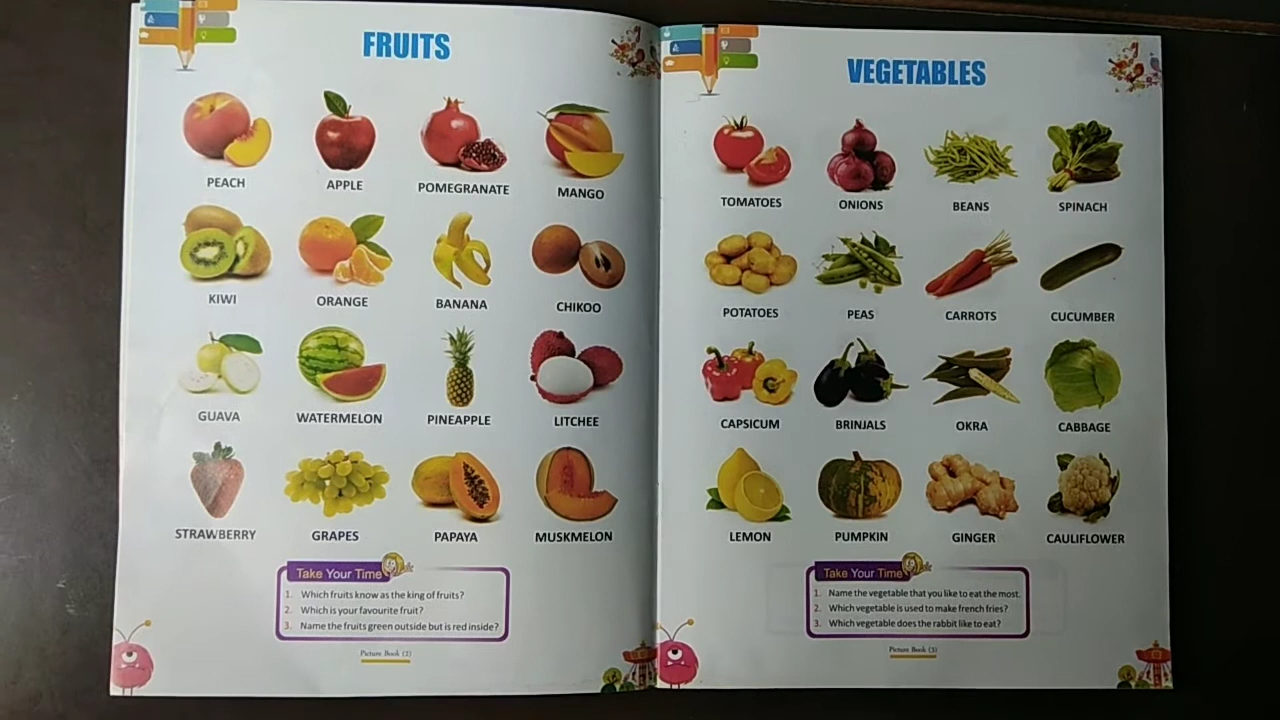 FRUITS
PEACH APPLE POMEGRANATE MANGO
KIWI ORANGE BANANA CHIKOO
GUAVA WATERMELON PINEAPPLE LITCHEE
STRAWBERRY GRAPES PAPAYA MUSKMELON
Take Your Time
1. Which fruits know as the king of fruits?
2. Which is your favourite fruit?
3. Name the fruits green outside but is red inside?
Picture Book (2)
VEGETABLES
TOMATOES ONIONS BEANS SPINACH
POTATOES PEAS CARROTS CUCUMBER
CAPSICUM BRINJALS OKRA CABBAGE
LEMON PUMPKIN GINGER CAULIFLOWER
Take Your Time
1. Name the vegetable that you like to eat the most.
2. Which vegetable is used to make french fries?
3. Which vegetable does the rabbit like to eat?
Picture Book (3)